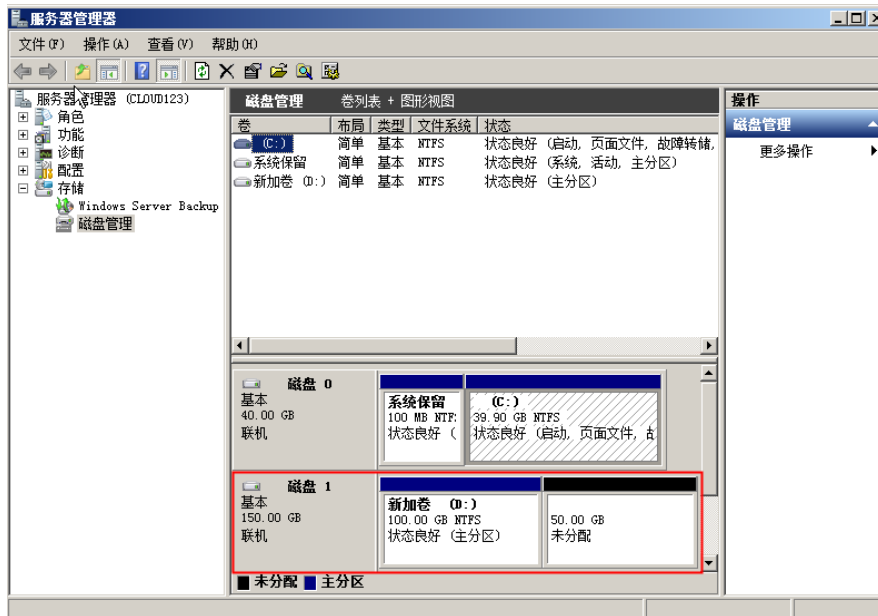 服务器管理器
文件(F) 操作(A) 查看(V) 帮助(H)
服务器管理器 (CLOUD123)
角色
功能
诊断
配置
存储
Windows Server Backup
磁盘管理
磁盘管理 卷列表 + 图形视图
卷 布局 类型 文件系统 状态
(C:) 简单 基本 NTFS 状态良好 (启动, 页面文件, 故障转储,
系统保留 简单 基本 NTFS 状态良好 (系统, 活动, 主分区)
新加卷 (D:) 简单 基本 NTFS 状态良好 (主分区)
磁盘 0
基本
40.00 GB
联机
系统保留
100 MB NTF
状态良好 (
(C:)
39.90 GB NTFS
状态良好 (启动, 页面文件, 
磁盘 1
基本
150.00 GB
联机
新加卷 (D:)
100.00 GB NTFS
状态良好 (主分区)
50.00 GB
未分配
未分配 主分区
操作
磁盘管理
更多操作